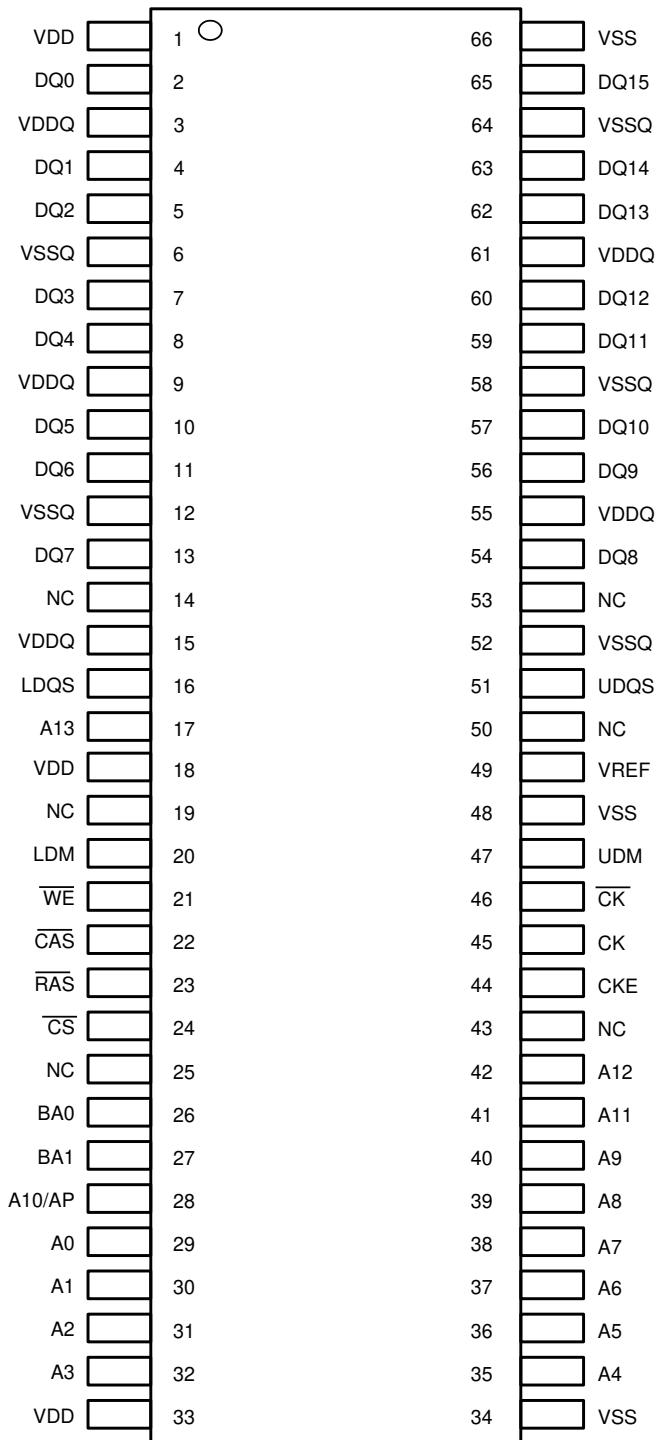 VDD 1 66 VSS
DQ0 2 65 DQ15
VDDQ 3 64 VSSQ
DQ1 4 63 DQ14
DQ2 5 62 DQ13
VSSQ 6 61 VDDQ
DQ3 7 60 DQ12
DQ4 8 59 DQ11
VDDQ 9 58 VSSQ
DQ5 10 57 DQ10
DQ6 11 56 DQ9
VSSQ 12 55 VDDQ
DQ7 13 54 DQ8
NC 14 53 NC
VDDQ 15 52 VSSQ
LDQS 16 51 UDQS
A13 17 50 NC
VDD 18 49 VREF
NC 19 48 VSS
LDM 20 47 UDM
W̅E̅ 21 46 C̅K̅
C̅A̅S̅ 22 45 CK
R̅A̅S̅ 23 44 CKE
C̅S̅ 24 43 NC
NC 25 42 A12
BA0 26 41 A11
BA1 27 40 A9
A10/AP 28 39 A8
A0 29 38 A7
A1 30 37 A6
A2 31 36 A5
A3 32 35 A4
VDD 33 34 VSS